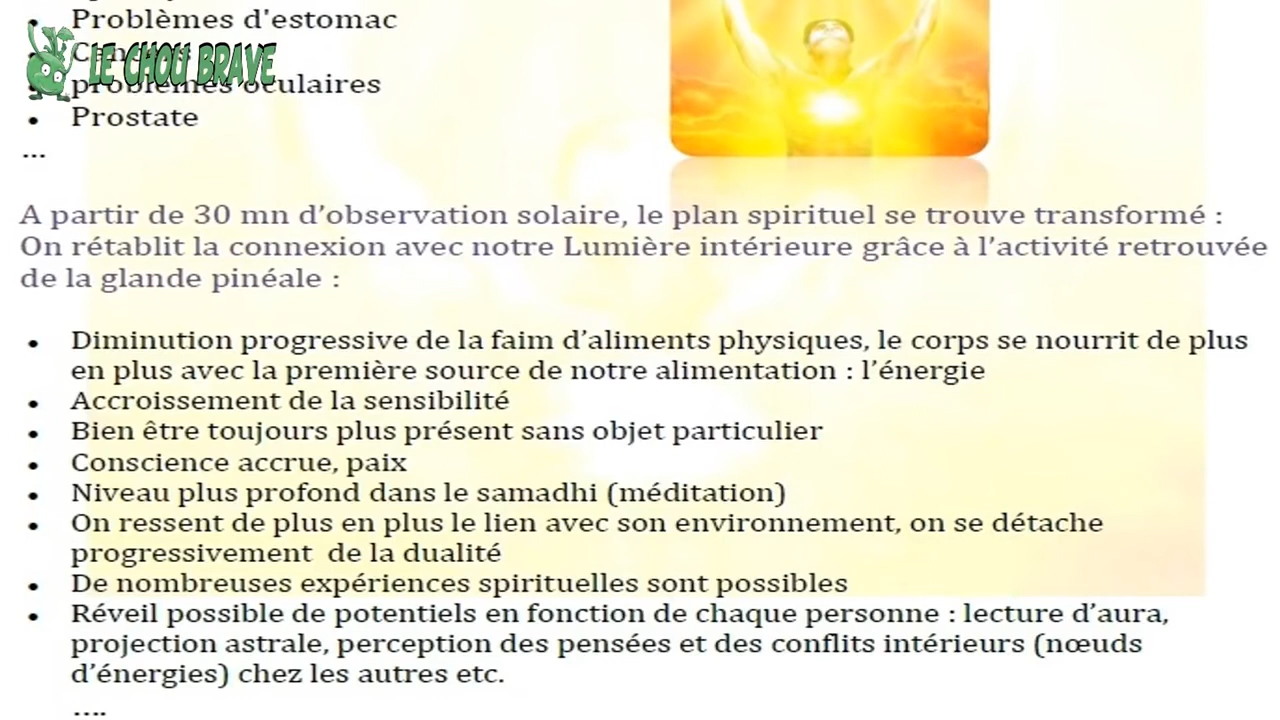 Problèmes d'estomac
LE CHOU BRAVE
problèmes oculaires
Prostate
...
A partir de 30 mn d’observation solaire, le plan spirituel se trouve transformé :
On rétablit la connexion avec notre Lumière intérieure grâce à l’activité retrouvée
de la glande pinéale :
Diminution progressive de la faim d’aliments physiques, le corps se nourrit de plus
en plus avec la première source de notre alimentation : l’énergie
Accroissement de la sensibilité
Bien être toujours plus présent sans objet particulier
Conscience accrue, paix
Niveau plus profond dans le samadhi (méditation)
On ressent de plus en plus le lien avec son environnement, on se détache
progressivement  de la dualité
De nombreuses expériences spirituelles sont possibles
Réveil possible de potentiels en fonction de chaque personne : lecture d’aura,
projection astrale, perception des pensées et des conflits intérieurs (nœuds
d’énergies) chez les autres etc.
....